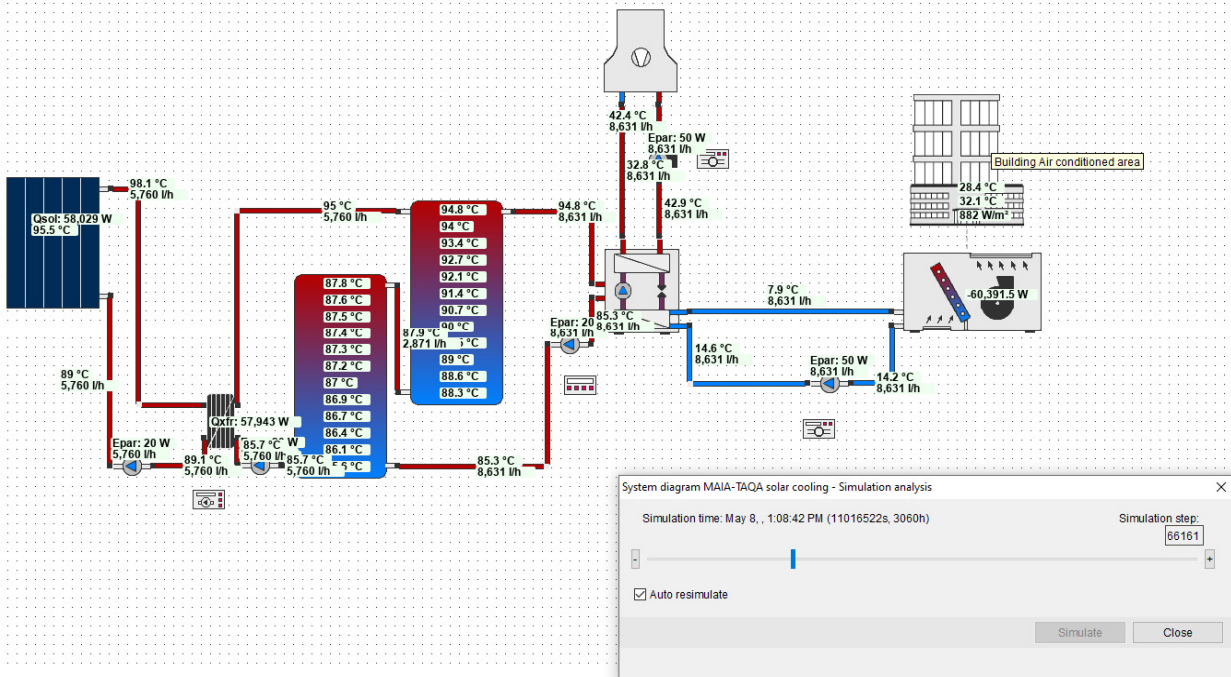 42.4 °C
8,631 l/h
Epar: 50 W
8,631 l/h
Building Air conditioned area
32.8 °C
8,631 l/h
98.1 °C
5,760 l/h
28.4 °C
32.1 °C
882 W/m²
Qsol: 58,029 W
95.5 °C
95 °C
5,760 l/h
94.8 °C
94 °C
93.4 °C
92.7 °C
92.1 °C
91.4 °C
90.7 °C
90 °C
89 °C
88.6 °C
88.3 °C
94.8 °C
8,631 l/h
42.9 °C
8,631 l/h
87.8 °C
87.6 °C
87.5 °C
87.4 °C
87.3 °C
87.2 °C
87 °C
86.9 °C
86.7 °C
86.4 °C
86.1 °C
87.9 °C
2,871 l/h
Epar: 20
8,631 l/h
85.3 °C
8,631 l/h
7.9 °C
8,631 l/h
-60,391.5 W
14.6 °C
8,631 l/h
Epar: 50 W
8,631 l/h
14.2 °C
8,631 l/h
89 °C
5,760 l/h
Qxfr: 57,943 W
Epar: 20 W
5,760 l/h
89.1 °C
5,760 l/h
85.7 °C
5,760 l/h
85.7 °C
5,760 l/h
85.3 °C
8,631 l/h
System diagram MAIA-TAQA solar cooling - Simulation analysis
Simulation time: May 8, , 1:08:42 PM (11016522s, 3060h)
Simulation step:
66161
-
+
Auto resimulate
Simulate
Close